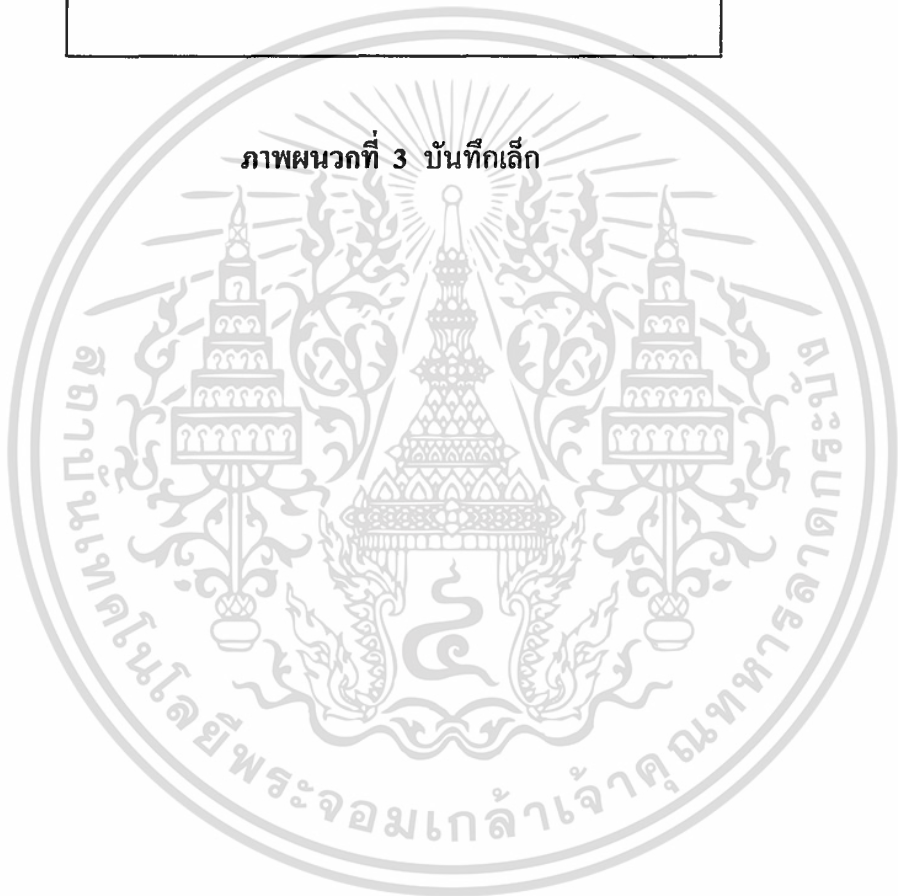 ภาพผนวกที่ 3 บันทึกเล็ก
๔
สถาบันเทคโนโลยีพระจอมเกล้าเจ้าคุณทหารลาดกระบัง